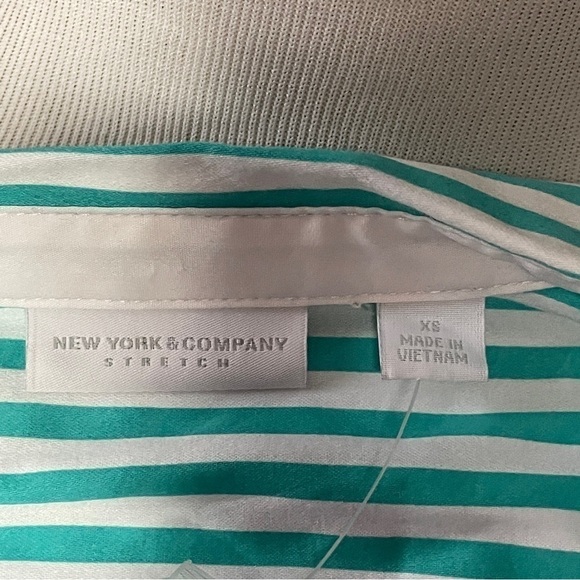 NEW YORK & COMPANY
STRETCH
XS
MADE IN
VIETNAM